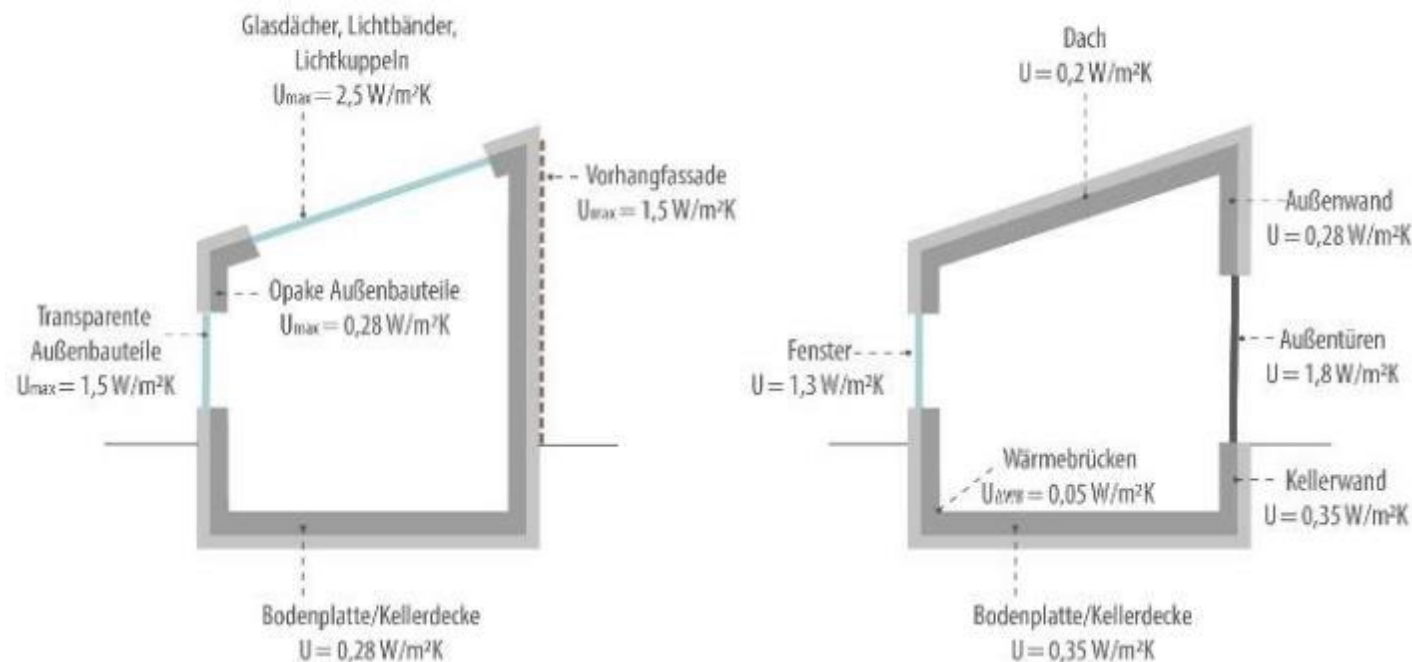 Glasdächer, Lichtbänder,
Lichtkuppeln
Umax = 2,5 W/m²K
Vorhangfassade
Umax = 1,5 W/m²K
Opake Außenbauteile
Umax = 0,28 W/m²K
Transparente
Außenbauteile
Umax = 1,5 W/m²K
Bodenplatte/Kellerdecke
U = 0,28 W/m²K
Dach
U = 0,2 W/m²K
Außenwand
U = 0,28 W/m²K
Fenster
U = 1,3 W/m²K
Außentüren
U = 1,8 W/m²K
Wärmebrücken
= 0,05 W/m²K
Kellerwand
U = 0,35 W/m²K
Bodenplatte/Kellerdecke
U = 0,35 W/m²K